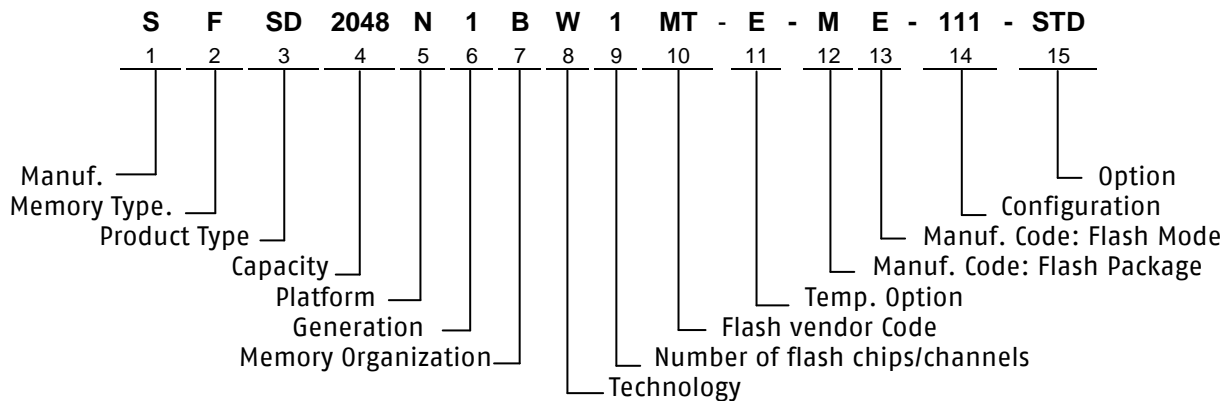 S F SD 2048 N 1 B W 1 MT - E - M E - 111 - STD
1 2 3 4 5 6 7 8 9 10 11 12 13 14 15
Manuf. Option
Memory Type. Configuration
Product Type Manuf. Code: Flash Mode
Capacity Manuf. Code: Flash Package
Platform Temp. Option
Generation Flash vendor Code
Memory Organization Number of flash chips/channels
Technology